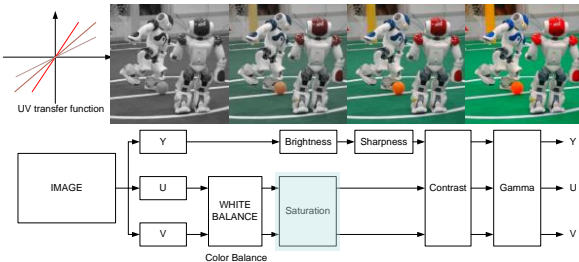 UV transfer function
Y
Brightness
Sharpness
Y
IMAGE
U
WHITE
BALANCE
Saturation
Contrast
Gamma
U
V
V
Color Balance